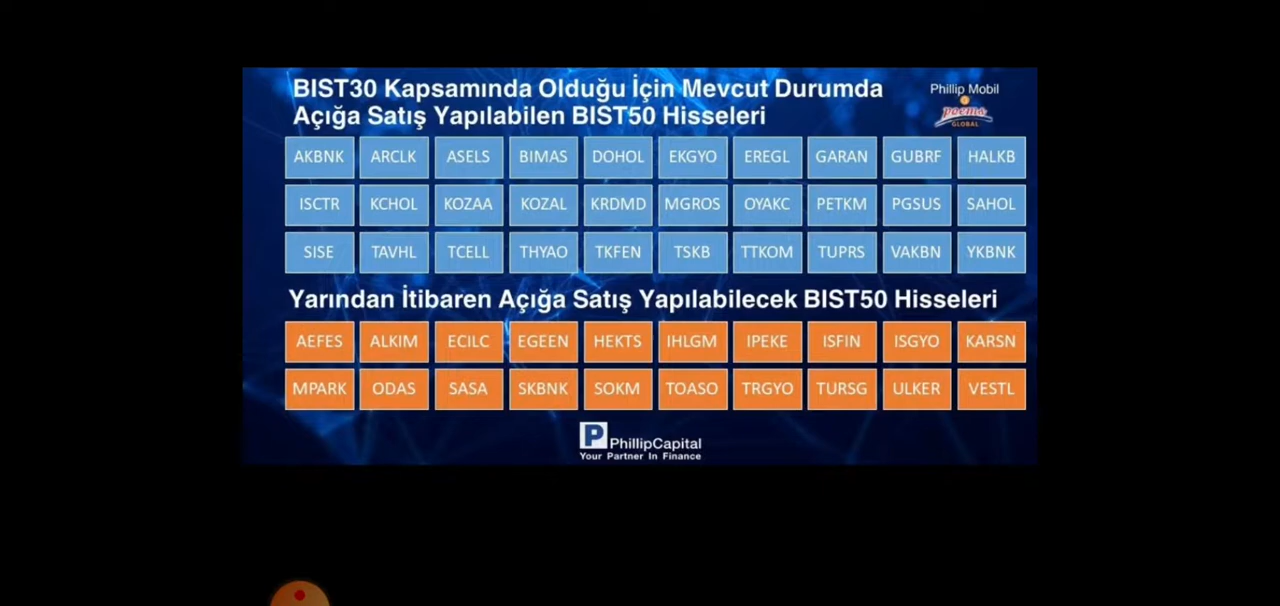 BIST30 Kapsamında Olduğu İçin Mevcut Durumda
Açığa Satış Yapılabilen BIST50 Hisseleri
Phillip Mobil
poems
GLOBAL
AKBNK ARCLK ASELS BIMAS DOHOL EKGYO EREGL GARAN GUBRF HALKB
ISCTR KCHOL KOZAA KOZAL KRDMD MGROS OYAKC PETKM PGSUS SAHOL
SISE TAVHL TCELL THYAO TKFEN TSKB TTKOM TUPRS VAKBN YKBNK
Yarından İtibaren Açığa Satış Yapılabilecek BIST50 Hisseleri
AEFES ALKIM ECILC EGEEN HEKTS IHLGM IPEKE ISFIN ISGYO KARSN
MPARK ODAS SASA SKBNK SOKM TOASO TRGYO TURSG ULKER VESTL
P PhillipCapital
Your Partner In Finance